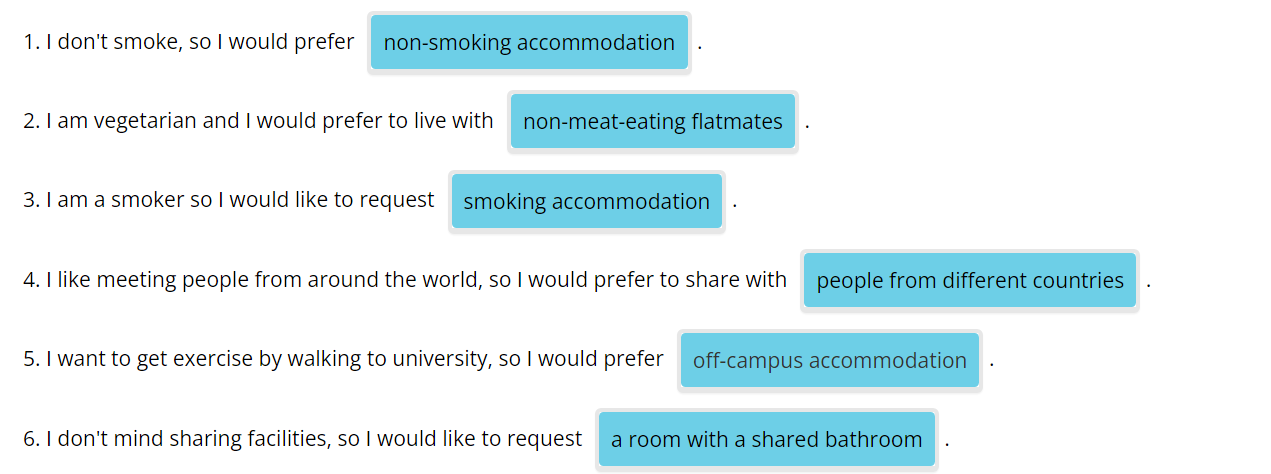 1. I don't smoke, so I would prefer non-smoking accommodation .
2. I am vegetarian and I would prefer to live with non-meat-eating flatmates .
3. I am a smoker so I would like to request smoking accommodation .
4. I like meeting people from around the world, so I would prefer to share with people from different countries .
5. I want to get exercise by walking to university, so I would prefer off-campus accommodation .
6. I don't mind sharing facilities, so I would like to request a room with a shared bathroom .